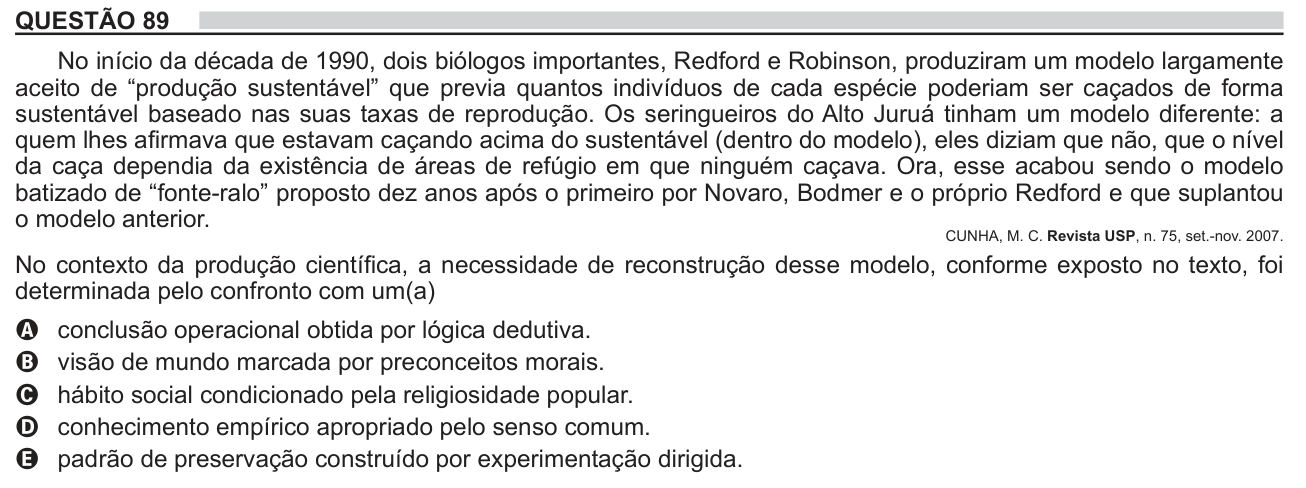 QUESTÃO 89
No início da década de 1990, dois biólogos importantes, Redford e Robinson, produziram um modelo largamente
aceito de “produção sustentável” que previa quantos indivíduos de cada espécie poderiam ser caçados de forma
sustentável baseado nas suas taxas de reprodução. Os seringueiros do Alto Juruá tinham um modelo diferente: a
quem lhes afirmava que estavam caçando acima do sustentável (dentro do modelo), eles diziam que não, que o nível
da caça dependia da existência de áreas de refúgio em que ninguém caçava. Ora, esse acabou sendo o modelo
batizado de “fonte-ralo” proposto dez anos após o primeiro por Novaro, Bodmer e o próprio Redford e que suplantou
o modelo anterior.
CUNHA, M. C. Revista USP, n. 75, set.-nov. 2007.
No contexto da produção científica, a necessidade de reconstrução desse modelo, conforme exposto no texto, foi
determinada pelo confronto com um(a)
A conclusão operacional obtida por lógica dedutiva.
B visão de mundo marcada por preconceitos morais.
C hábito social condicionado pela religiosidade popular.
D conhecimento empírico apropriado pelo senso comum.
E padrão de preservação construído por experimentação dirigida.